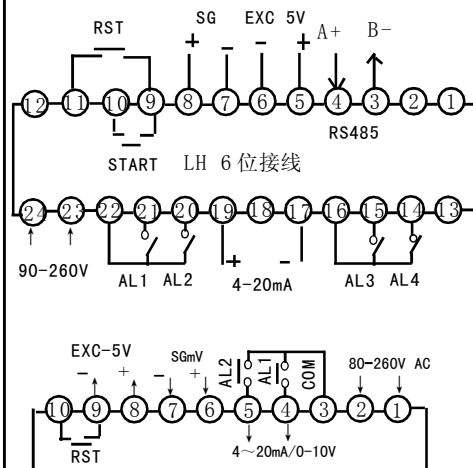 RST SG EXC 5V A+ B-
+ - - +
12 11 10 9 8 7 6 5 4 3 2 1
RS485
START LH 6位接线
24 23 22 21 20 19 18 17 16 15 14 13
+ -
90-260V AL1 AL2 4-20mA AL3 AL4
EXC-5V SGmV AL2 AL1 COM 80-260V AC
- + - +
10 9 8 7 6 5 4 3 2 1
RST 4～20mA/0-10V